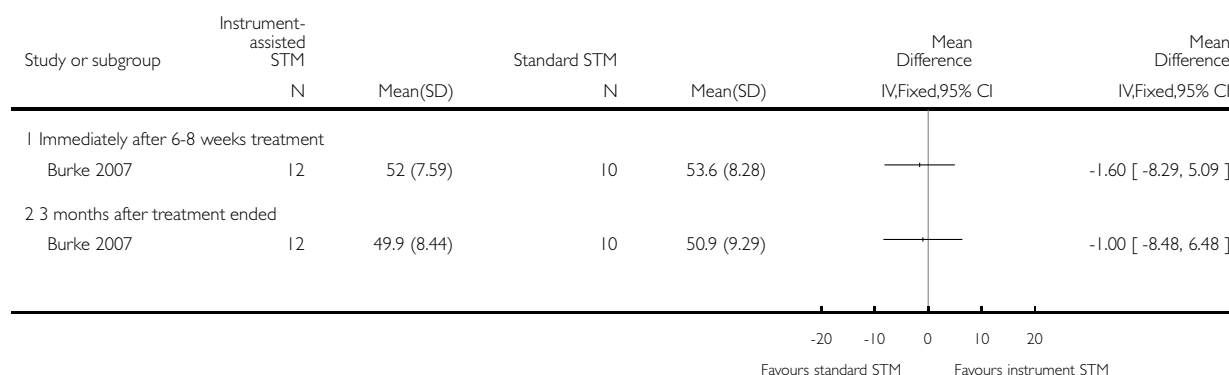 Study or subgroup Instrument-assisted STM Standard STM Mean Difference Mean Difference
N Mean(SD) N Mean(SD) IV,Fixed,95% CI IV,Fixed,95% CI
1 Immediately after 6-8 weeks treatment
Burke 2007 12 52 (7.59) 10 53.6 (8.28) -1.60 [ -8.29, 5.09 ]
2 3 months after treatment ended
Burke 2007 12 49.9 (8.44) 10 50.9 (9.29) -1.00 [ -8.48, 6.48 ]
-20 -10 0 10 20
Favours standard STM Favours instrument STM